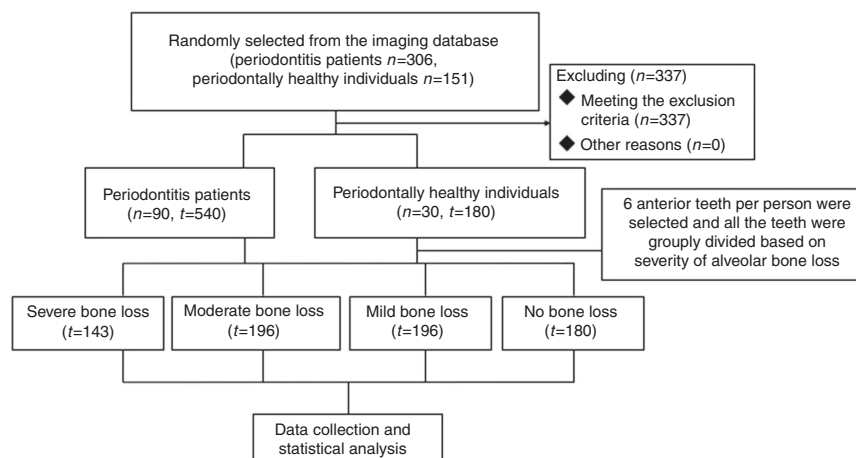 Randomly selected from the imaging database
(periodontitis patients n=306,
periodontally healthy individuals n=151)
Excluding (n=337)
◆ Meeting the exclusion
criteria (n=337)
◆ Other reasons (n=0)
Periodontitis patients
(n=90, t=540)
Periodontally healthy individuals
(n=30, t=180)
6 anterior teeth per person were
selected and all the teeth were
grouply divided based on
severity of alveolar bone loss
Severe bone loss
(t=143)
Moderate bone loss
(t=196)
Mild bone loss
(t=196)
No bone loss
(t=180)
Data collection and
statistical analysis